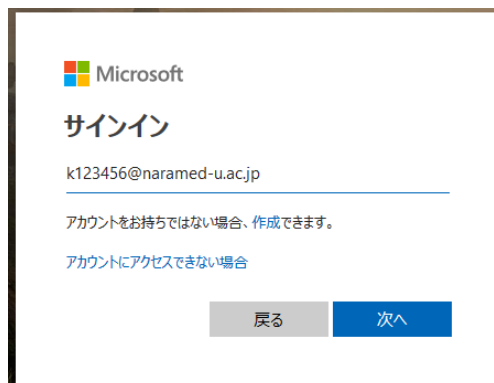 Microsoft
サインイン
k123456@naramed-u.ac.jp
アカウントをお持ちではない場合、作成できます。
アカウントにアクセスできない場合
戻る
次へ